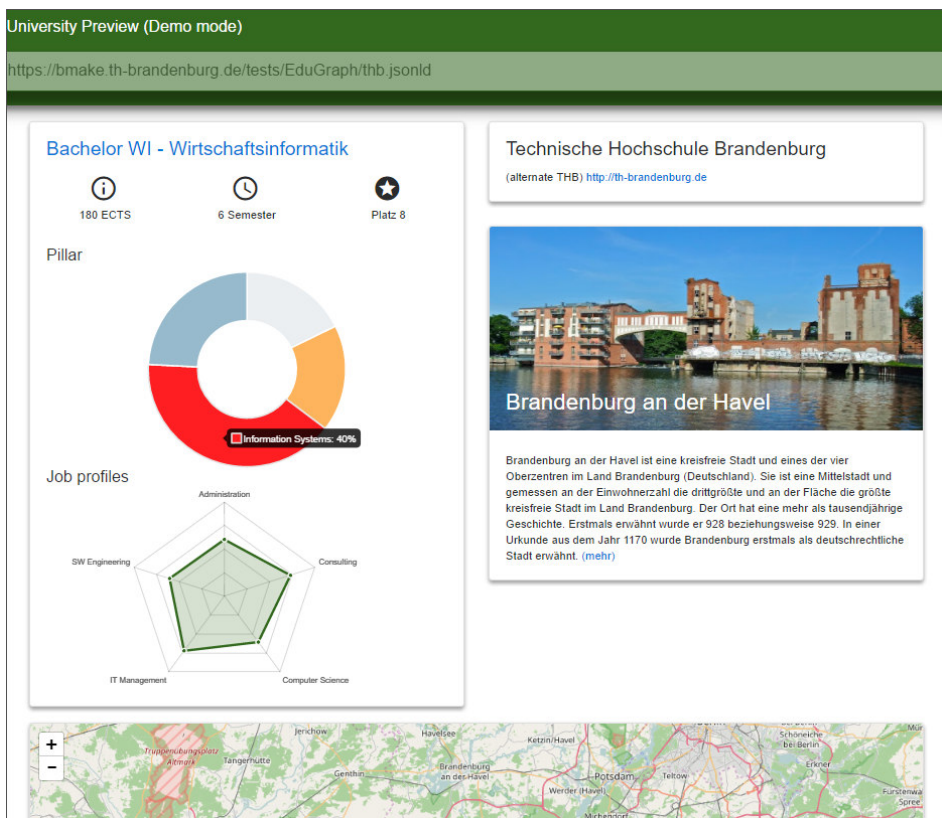 University Preview (Demo mode)
https://bmake.th-brandenburg.de/tests/EduGraph/thb.jsonld
Bachelor WI - Wirtschaftsinformatik
180 ECTS
6 Semester
Platz 8
Pillar
Information Systems: 40%
Job profiles
Administration
SW Engineering
Consulting
IT Management
Computer Science
Technische Hochschule Brandenburg
(alternate THB) http://th-brandenburg.de
Brandenburg an der Havel
Brandenburg an der Havel ist eine kreisfreie Stadt und eines der vier
Oberzentren im Land Brandenburg (Deutschland). Sie ist eine Mittelstadt und
gemessen an der Einwohnerzahl die drittgrößte und an der Fläche die größte
kreisfreie Stadt im Land Brandenburg. Der Ort hat eine mehr als tausendjährige
Geschichte. Erstmals erwähnt wurde er 928 beziehungsweise 929. In einer
Urkunde aus dem Jahr 1170 wurde Brandenburg erstmals als deutschrechtliche
Stadt erwähnt. (mehr)
+
−
Truppenübungsplatz
Altmark
Tangerhütte
Jerichow
Genthin
Havelsee
Brandenburg
an der Havel
Ketzin/Havel
Werder (Havel)
Potsdam
Teltow
Schöneiche
bei Berlin
Erkner
Spree